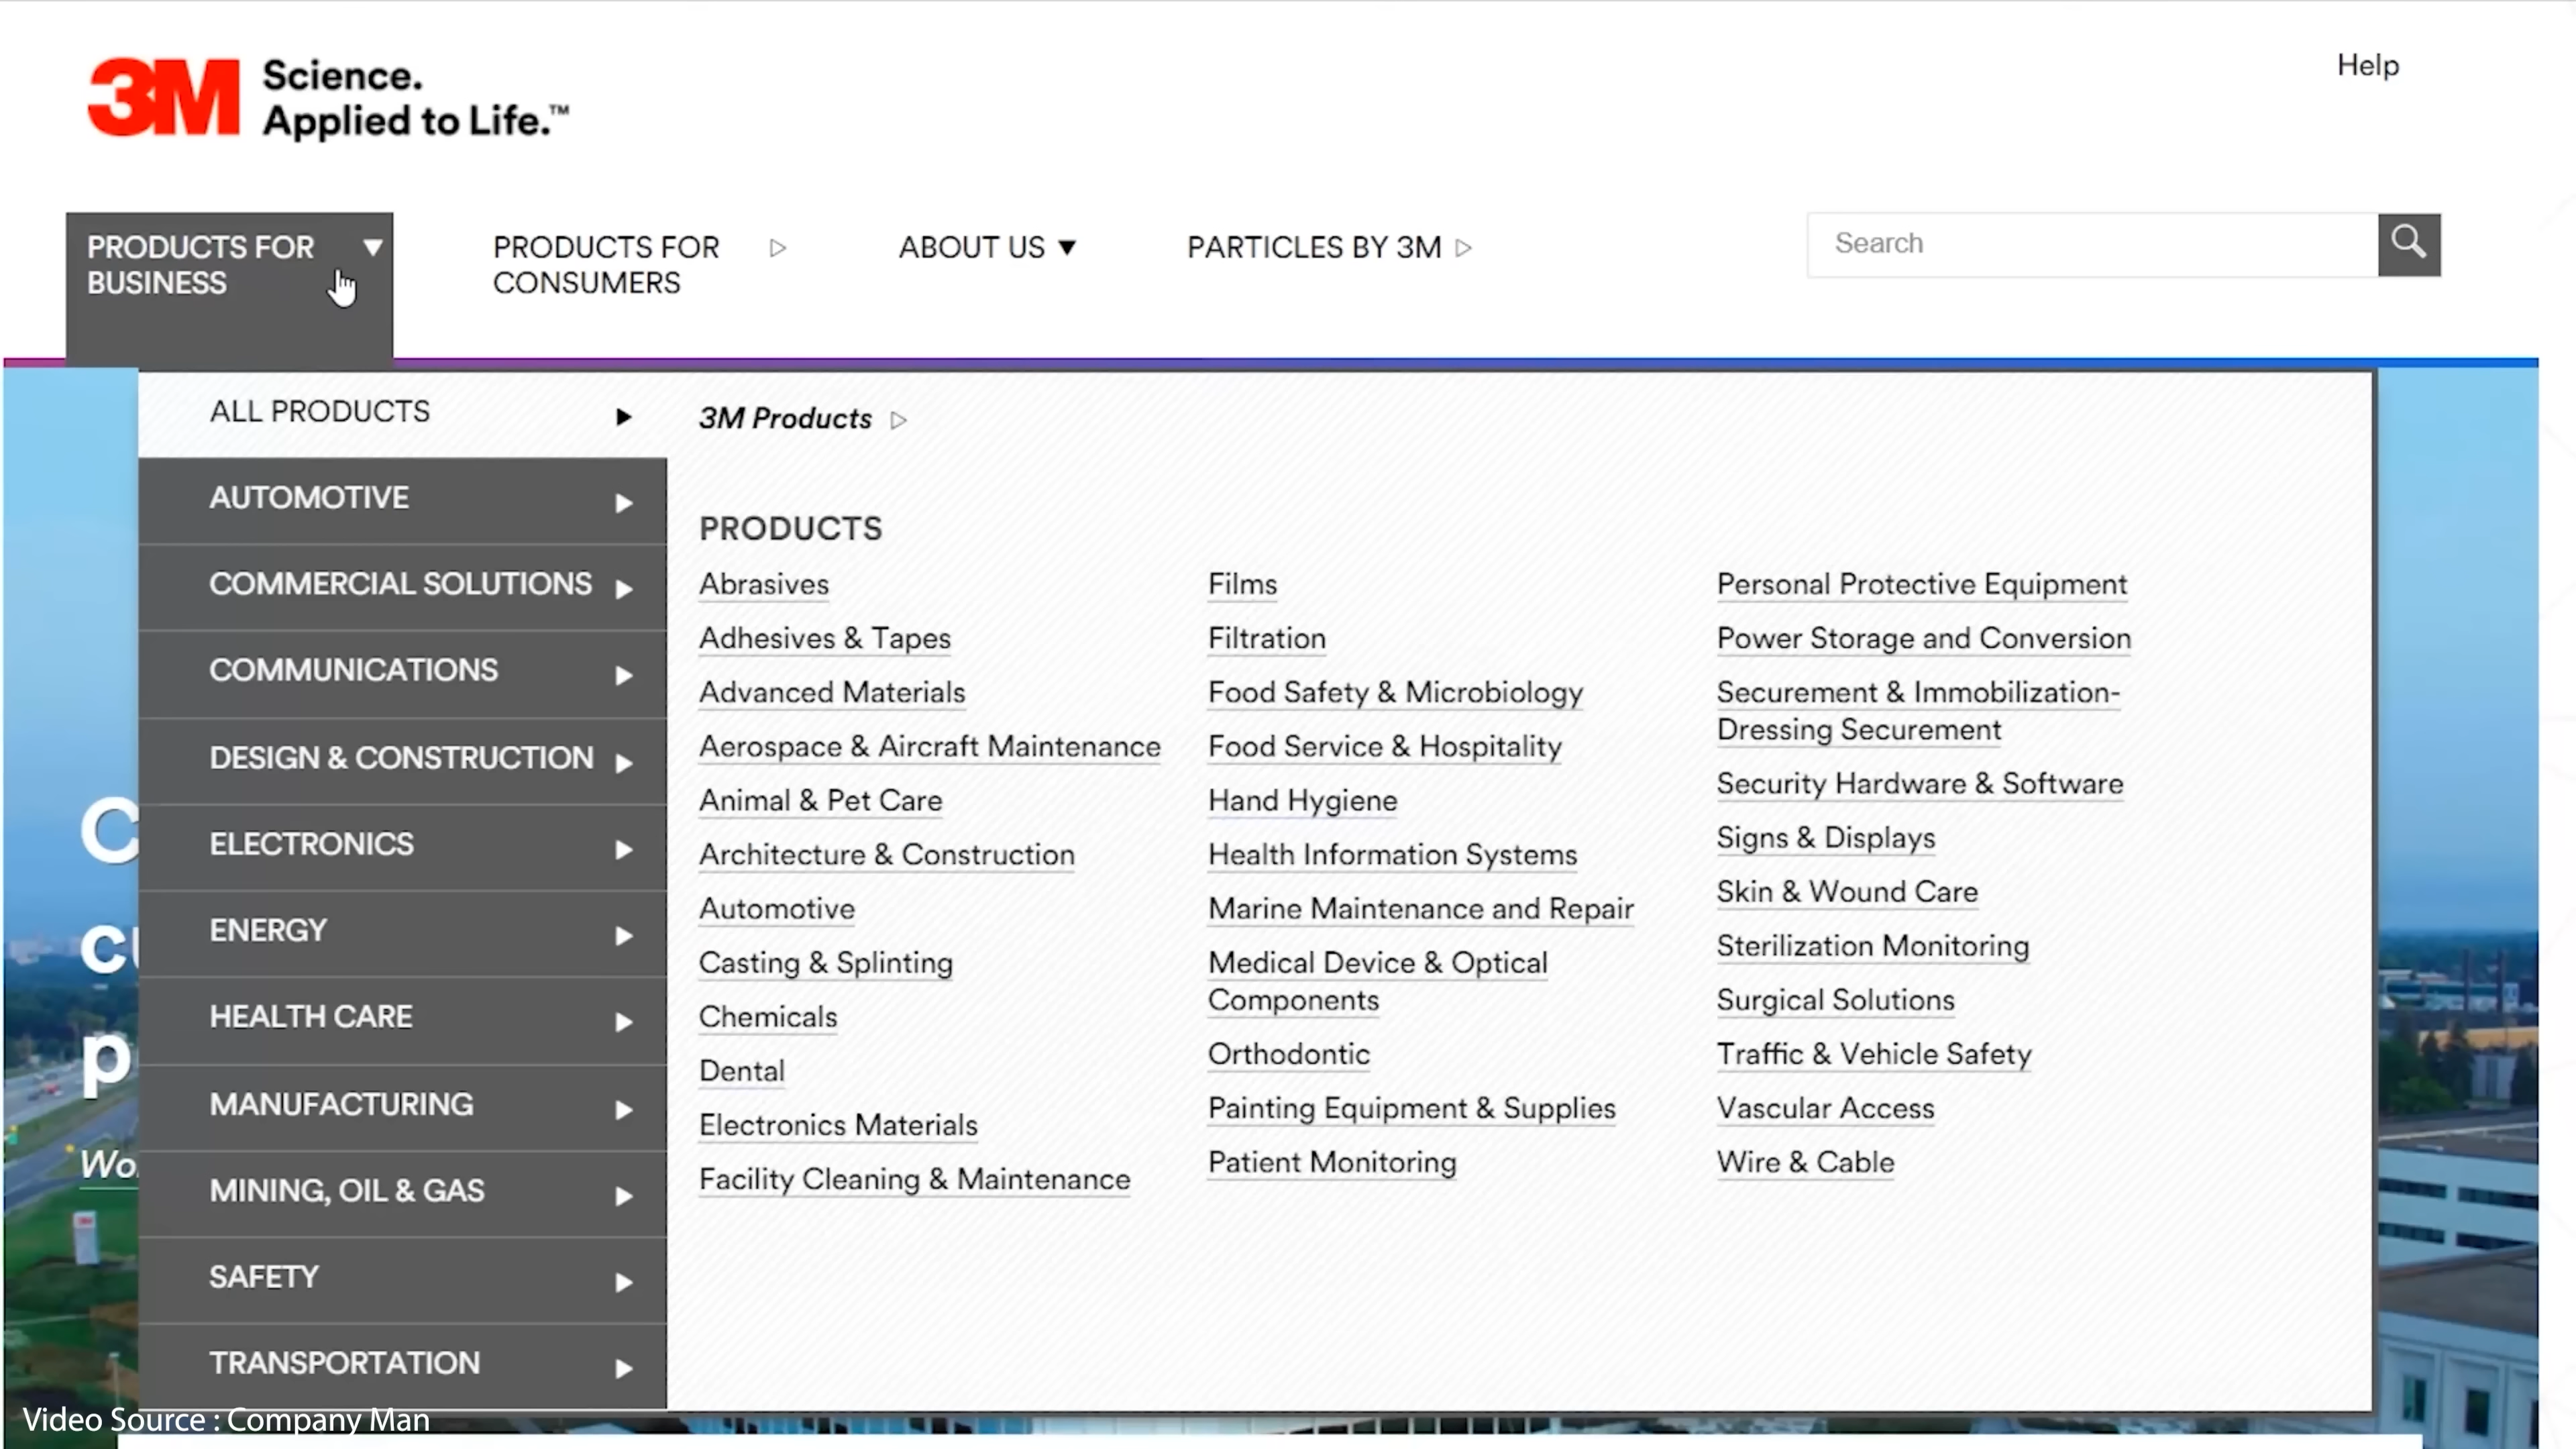 3M Science.
Applied to Life.™
Help
PRODUCTS FOR
BUSINESS
PRODUCTS FOR
CONSUMERS
ABOUT US
PARTICLES BY 3M
Search
ALL PRODUCTS
AUTOMOTIVE
COMMERCIAL SOLUTIONS
COMMUNICATIONS
DESIGN & CONSTRUCTION
ELECTRONICS
ENERGY
HEALTH CARE
MANUFACTURING
MINING, OIL & GAS
SAFETY
TRANSPORTATION
3M Products
PRODUCTS
Abrasives
Adhesives & Tapes
Advanced Materials
Aerospace & Aircraft Maintenance
Animal & Pet Care
Architecture & Construction
Automotive
Casting & Splinting
Chemicals
Dental
Electronics Materials
Facility Cleaning & Maintenance
Films
Filtration
Food Safety & Microbiology
Food Service & Hospitality
Hand Hygiene
Health Information Systems
Marine Maintenance and Repair
Medical Device & Optical
Components
Orthodontic
Painting Equipment & Supplies
Patient Monitoring
Personal Protective Equipment
Power Storage and Conversion
Securement & Immobilization-
Dressing Securement
Security Hardware & Software
Signs & Displays
Skin & Wound Care
Sterilization Monitoring
Surgical Solutions
Traffic & Vehicle Safety
Vascular Access
Wire & Cable
Video Source : Company Man